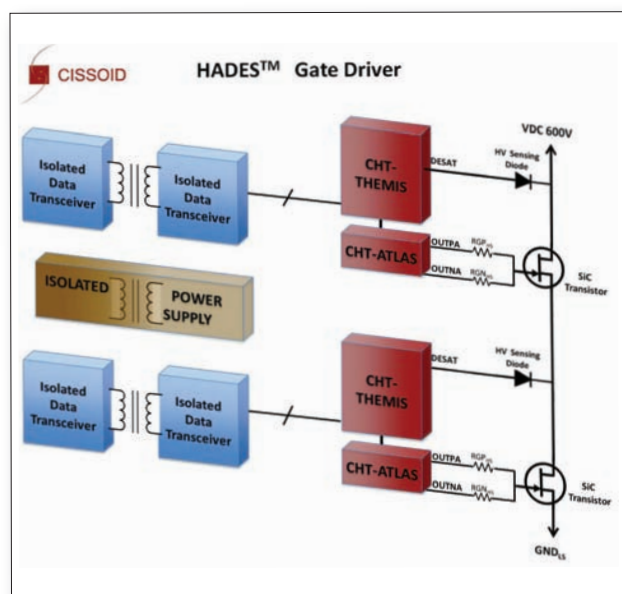 CISSOID
HADES™ Gate Driver
VDC 600V
Isolated
Data
Transceiver
Isolated
Data
Transceiver
CHT-
THEMIS
DESAT
HV Sensing
Diode
CHT-ATLAS
OUTPA
OUTNA
SiC
Transistor
ISOLATED
POWER
SUPPLY
Isolated
Data
Transceiver
Isolated
Data
Transceiver
CHT-
THEMIS
DESAT
HV Sensing
Diode
CHT-ATLAS
OUTPA
OUTNA
SiC
Transistor